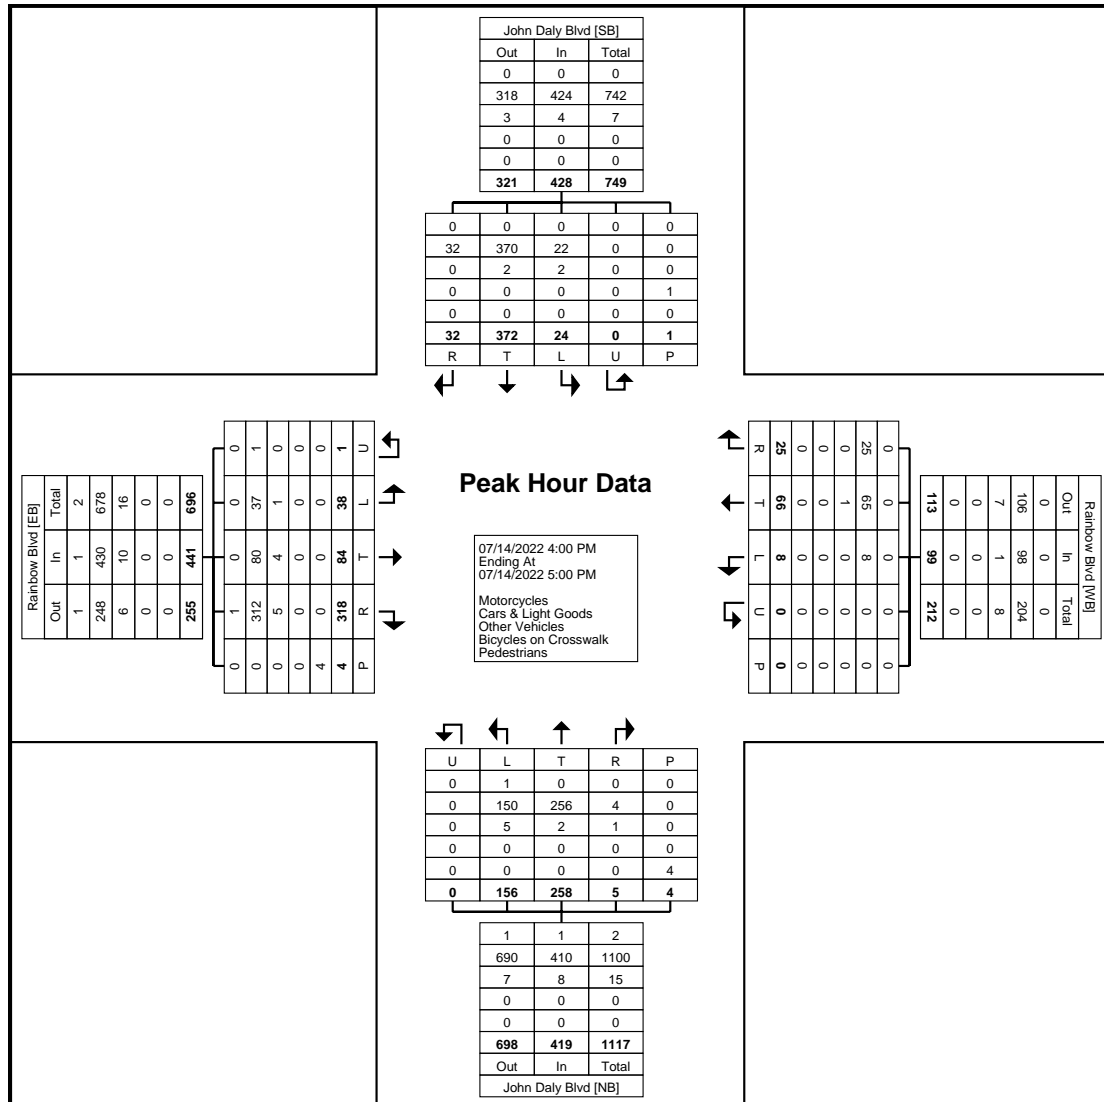 John Daly Blvd [SB]
Out In Total
0 0 0
318 424 742
3 4 7
0 0 0
0 0 0
321 428 749
0 0 0 0 0
32 370 22 0 0
0 2 2 0 0
0 0 0 0 1
0 0 0 0 0
32 372 24 0 1
R T L U P
Rainbow Blvd [EB]
Total 2 678 16 0 0 696
In 1 430 10 0 0 441
Out 1 248 6 0 0 255
0 1 0 0 0 1 U
0 37 1 0 0 38 L
0 80 4 0 0 84 T
1 312 5 0 0 318 R
0 0 0 0 4 4 P
Peak Hour Data
07/14/2022 4:00 PM
Ending At
07/14/2022 5:00 PM
Motorcycles
Cars & Light Goods
Other Vehicles
Bicycles on Crosswalk
Pedestrians
R 25 0 0 0 25 0
T 66 0 0 1 65 0
L 8 0 0 0 8 0
U 0 0 0 0 0 0
P 0 0 0 0 0 0
113 0 0 7 106 0 Out
99 0 0 1 98 0 In
212 0 0 8 204 0 Total
Rainbow Blvd [WB]
U L T R P
0 1 0 0 0
0 150 256 4 0
0 5 2 1 0
0 0 0 0 0
0 0 0 0 4
0 156 258 5 4
1 1 2
690 410 1100
7 8 15
0 0 0
0 0 0
698 419 1117
Out In Total
John Daly Blvd [NB]